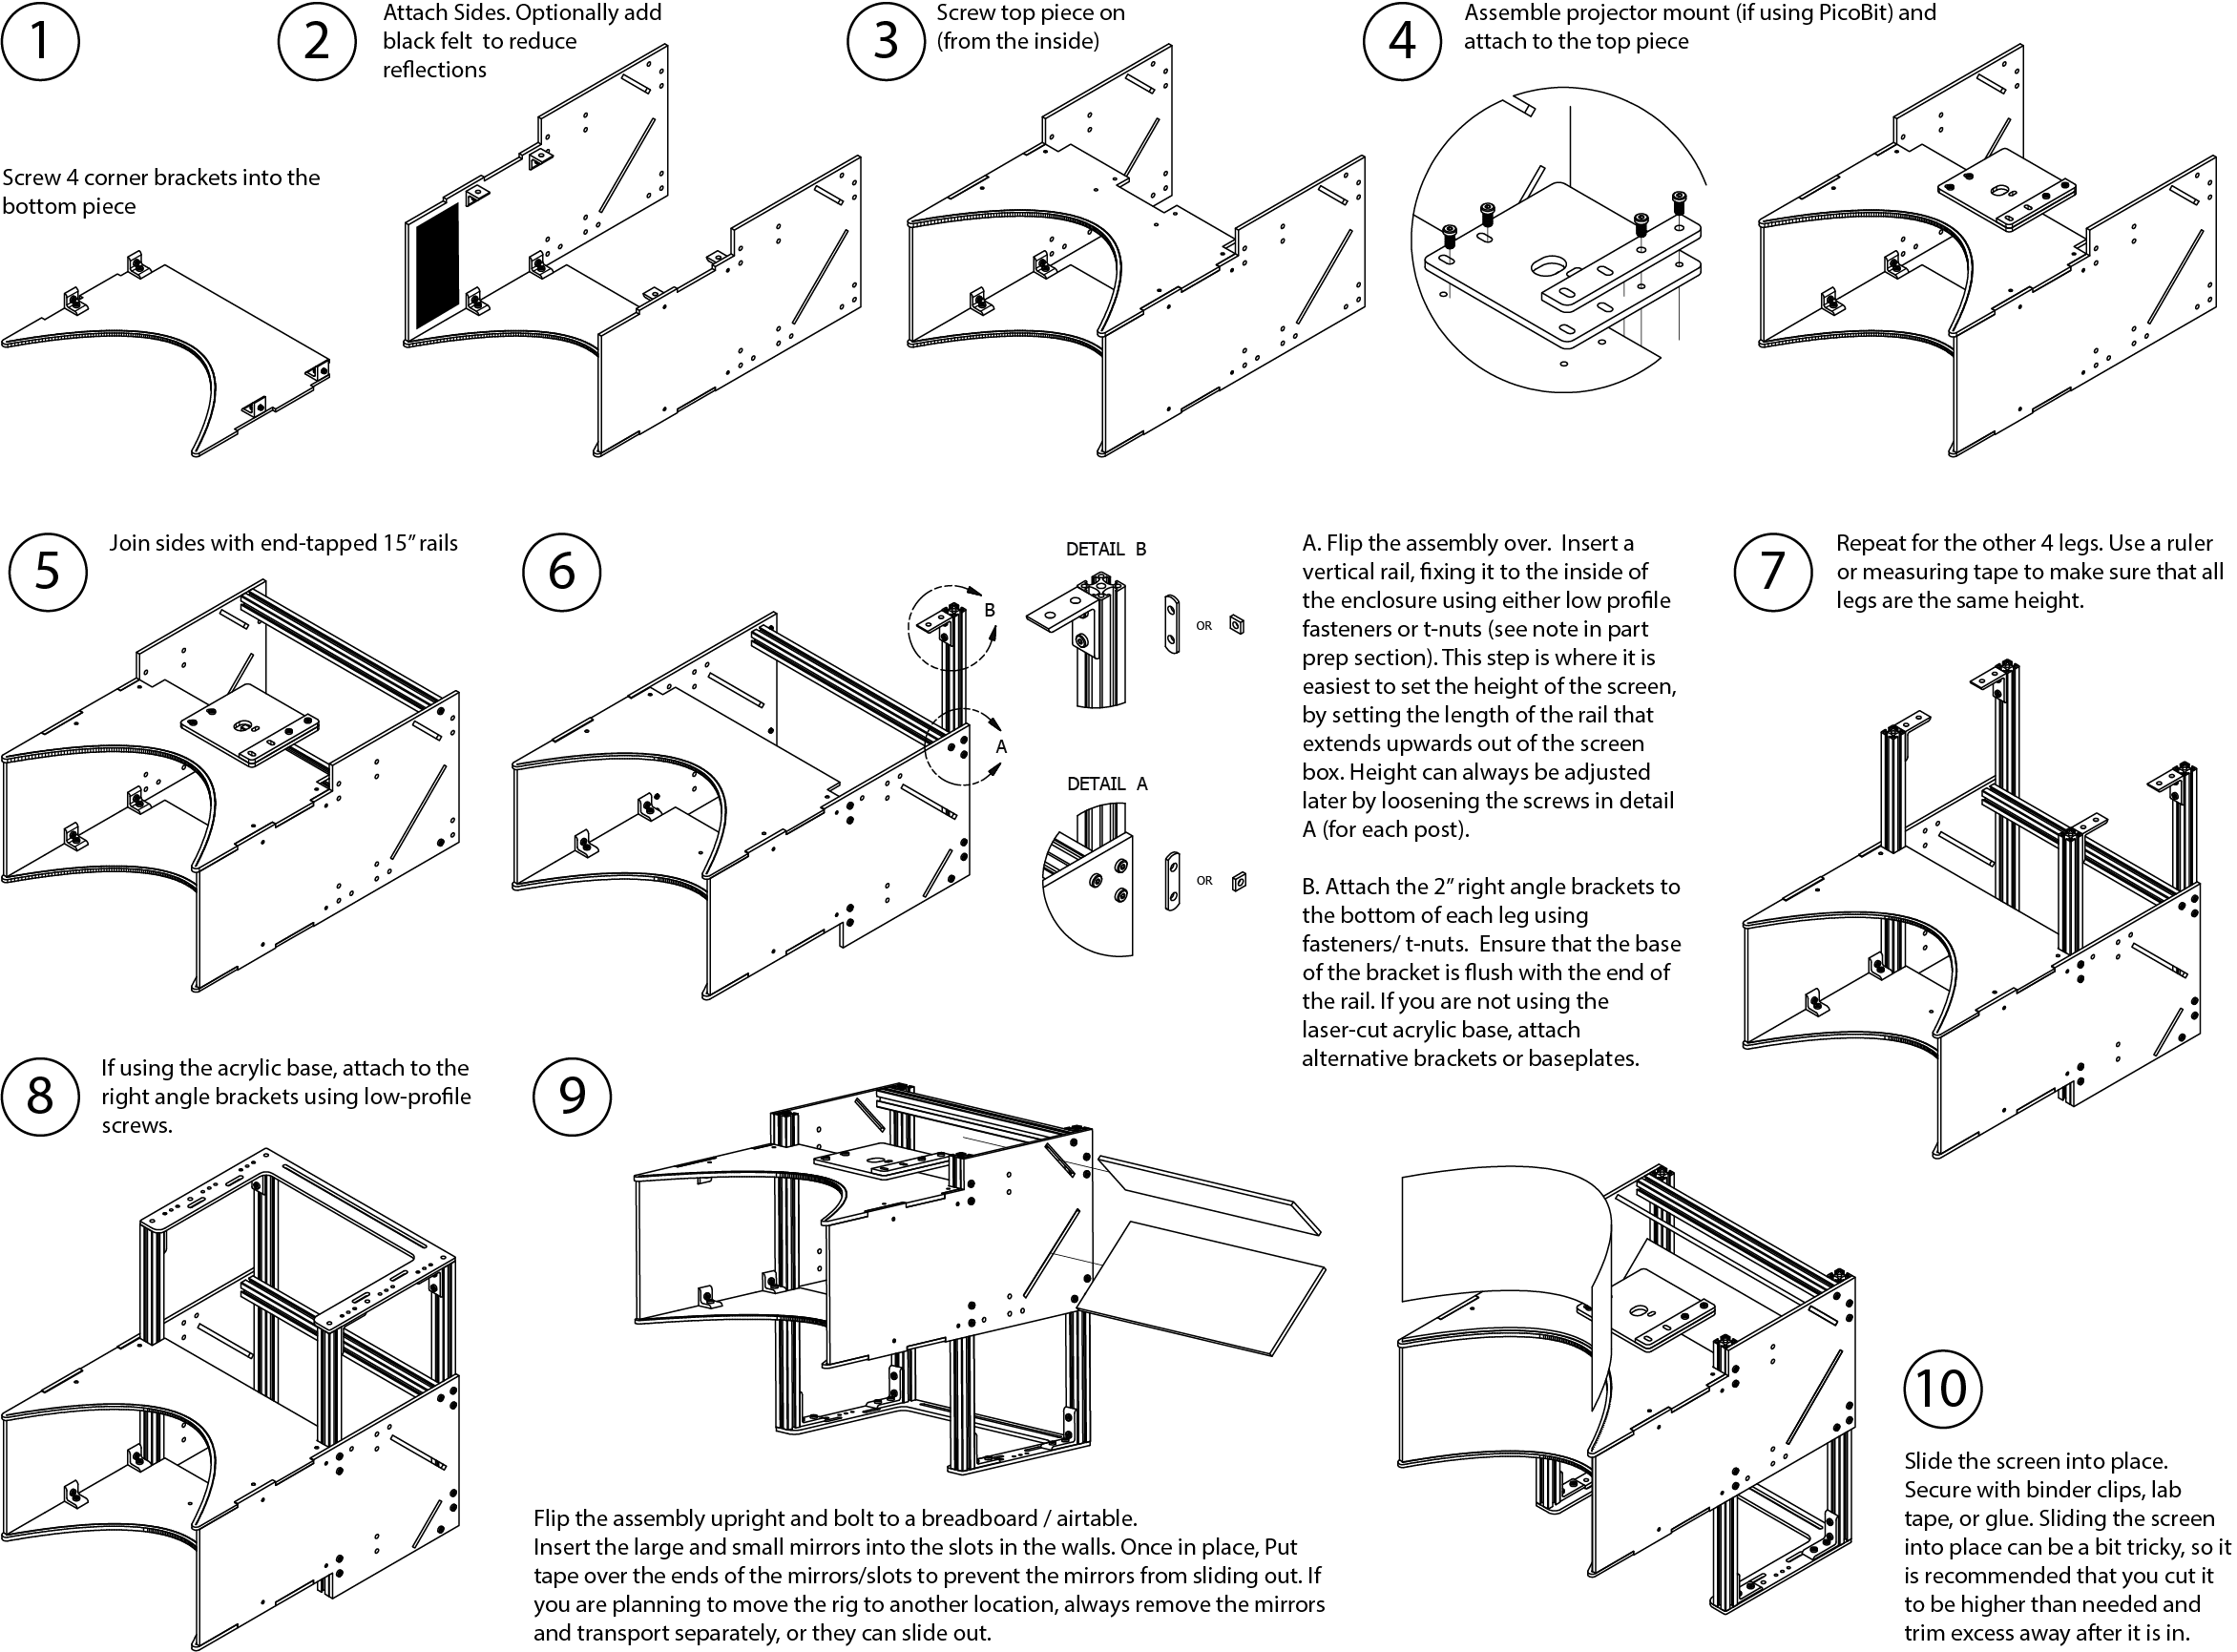 1
Screw 4 corner brackets into the
bottom piece
2
Attach Sides. Optionally add
black felt  to reduce
reflections
3
Screw top piece on
(from the inside)
4
Assemble projector mount (if using PicoBit) and
attach to the top piece
5
Join sides with end-tapped 15” rails
6
B
A
DETAIL B
OR
DETAIL A
OR
A. Flip the assembly over.  Insert a
vertical rail, fixing it to the inside of
the enclosure using either low profile
fasteners or t-nuts (see note in part
prep section). This step is where it is
easiest to set the height of the screen,
by setting the length of the rail that
extends upwards out of the screen
box. Height can always be adjusted
later by loosening the screws in detail
A (for each post).
B. Attach the 2” right angle brackets to
the bottom of each leg using
fasteners/ t-nuts.  Ensure that the base
of the bracket is flush with the end of
the rail. If you are not using the
laser-cut acrylic base, attach
alternative brackets or baseplates.
7
Repeat for the other 4 legs. Use a ruler
or measuring tape to make sure that all
legs are the same height.
8
If using the acrylic base, attach to the
right angle brackets using low-profile
screws.
9
Flip the assembly upright and bolt to a breadboard / airtable.
Insert the large and small mirrors into the slots in the walls. Once in place, Put
tape over the ends of the mirrors/slots to prevent the mirrors from sliding out. If
you are planning to move the rig to another location, always remove the mirrors
and transport separately, or they can slide out.
10
Slide the screen into place.
Secure with binder clips, lab
tape, or glue. Sliding the screen
into place can be a bit tricky, so it
is recommended that you cut it
to be higher than needed and
trim excess away after it is in.